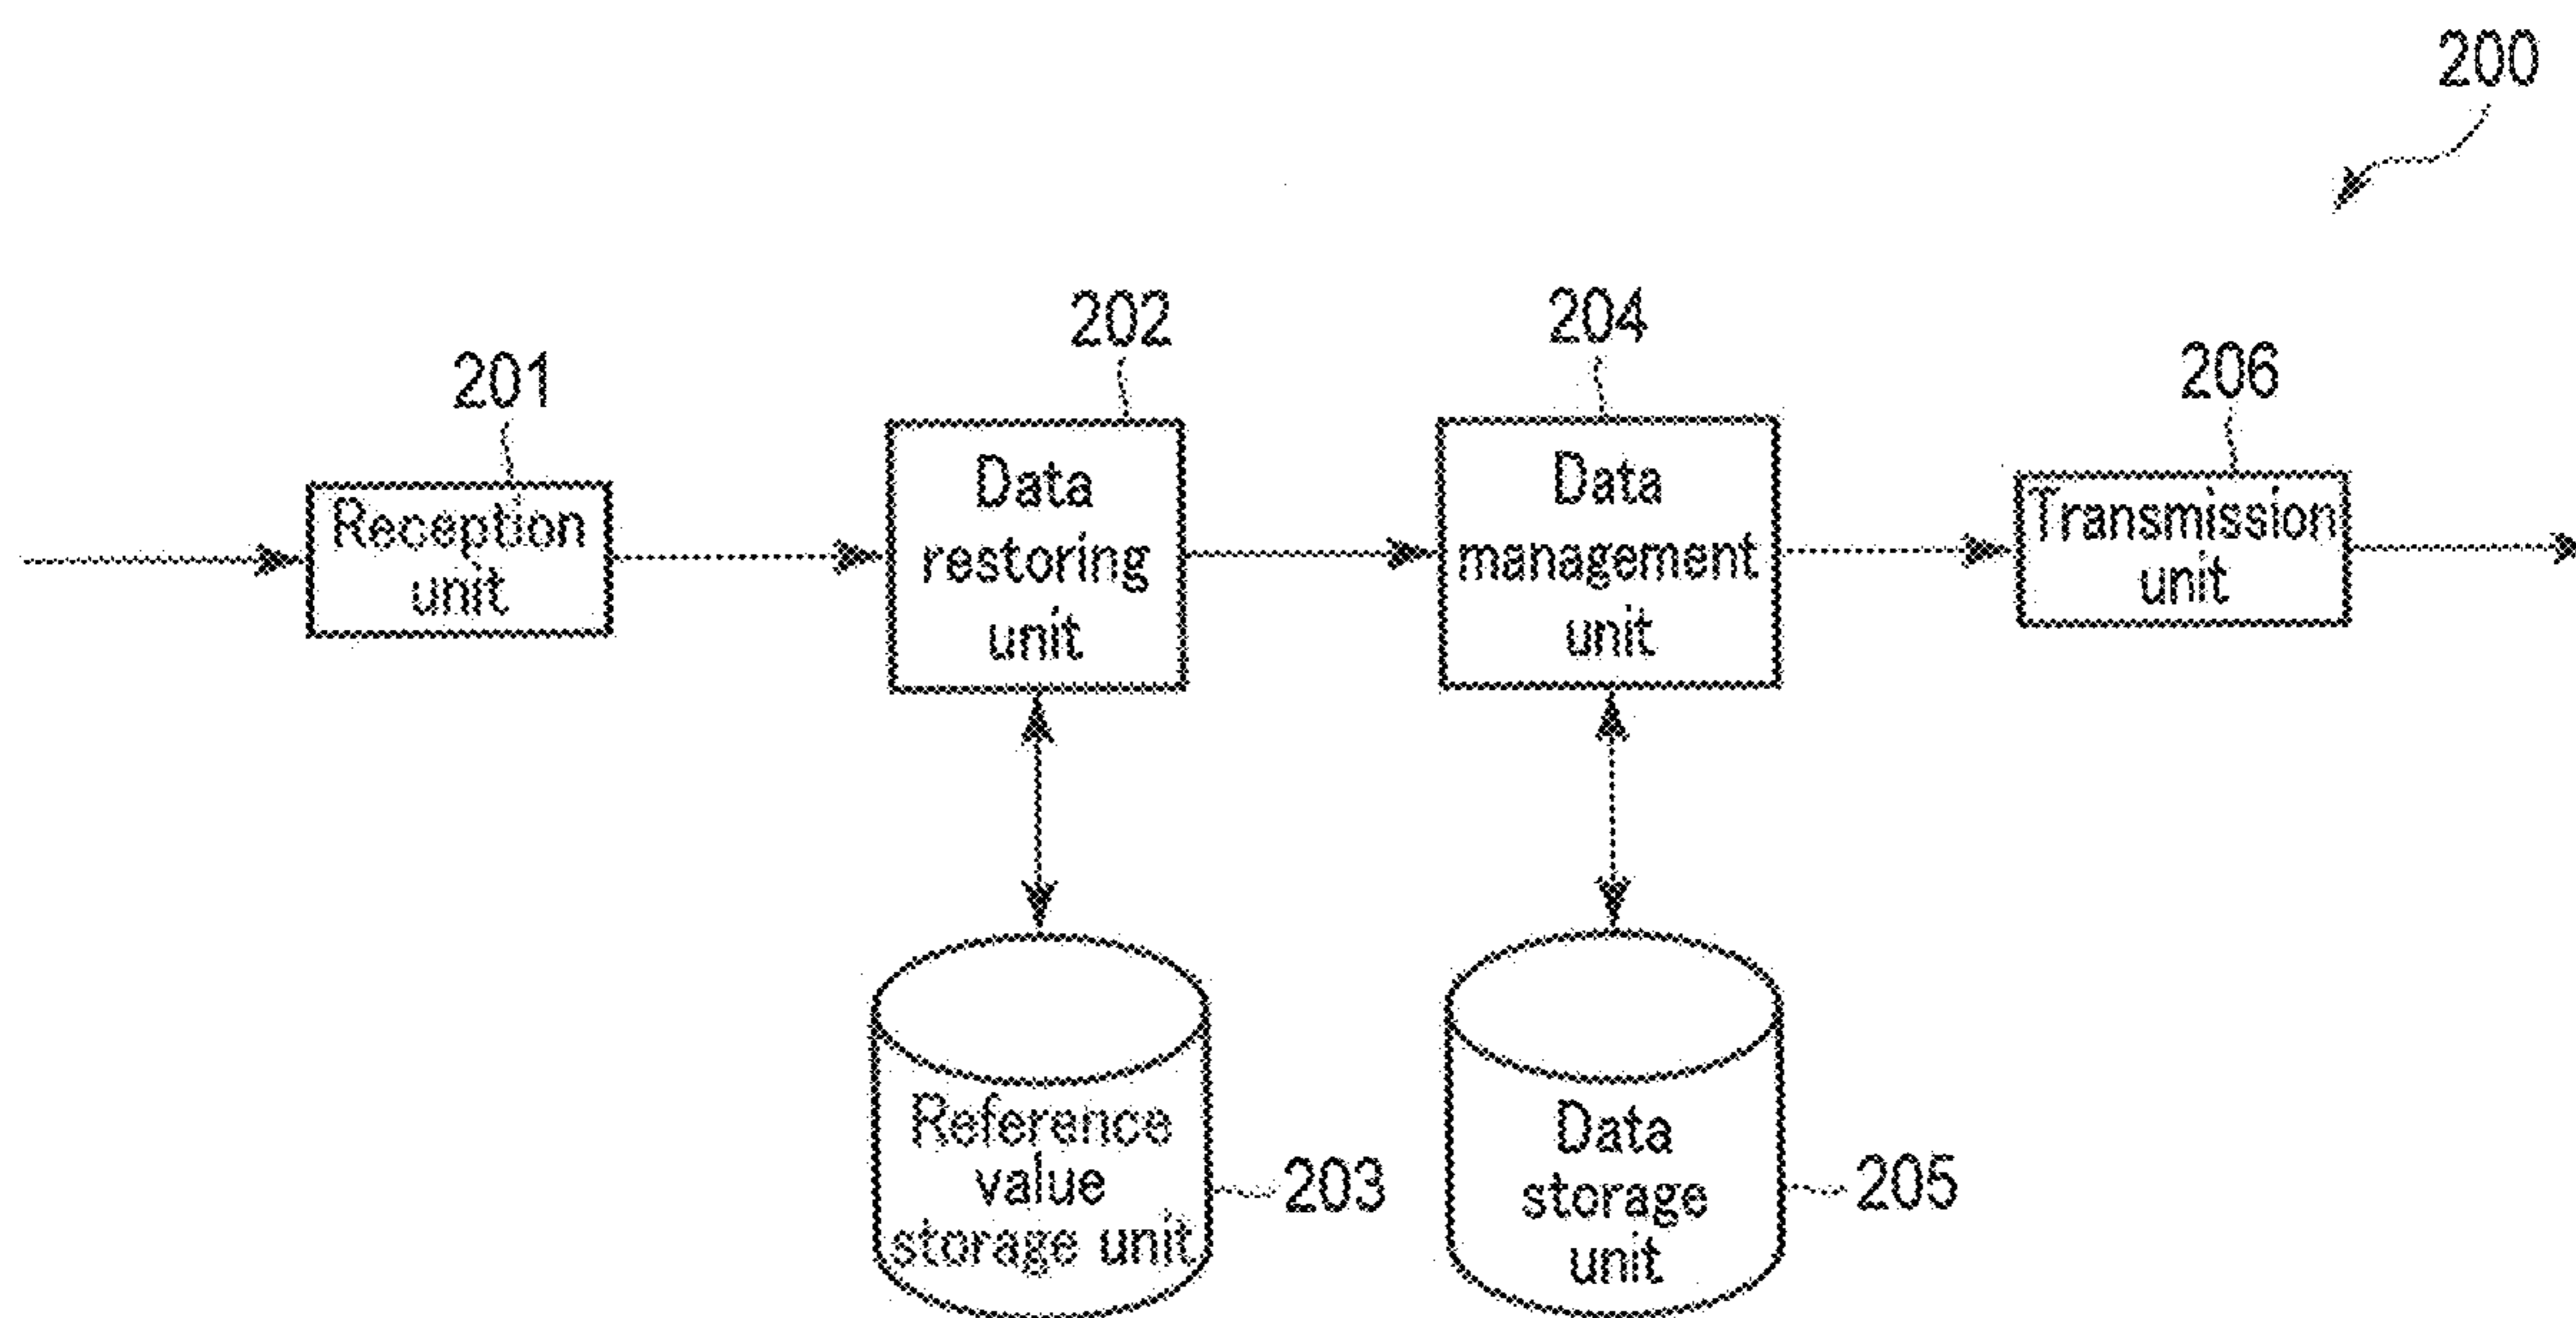 200
202
204
201
206
Reception
unit
Data
restoring
unit
Data
management
unit
Transmission
unit
Reference
value
storage unit
203
Data
storage
unit
205